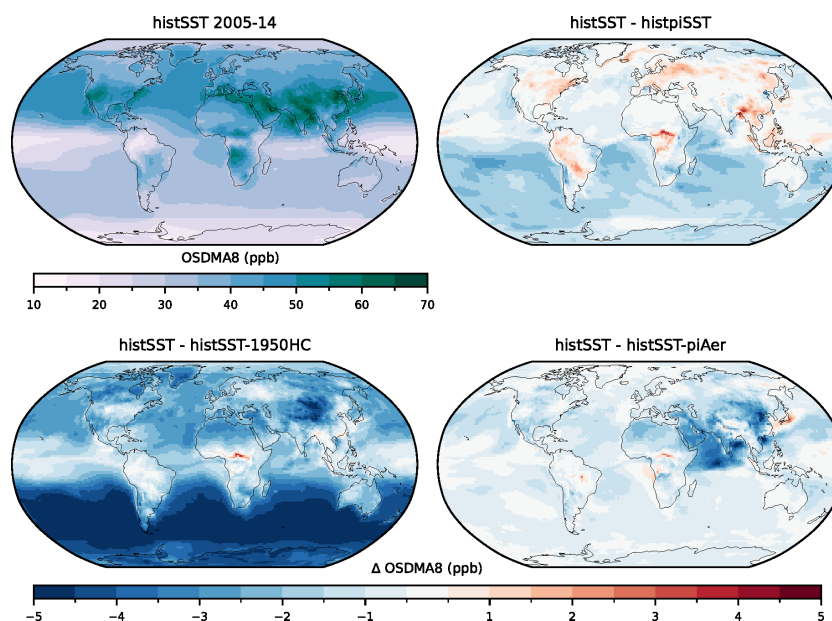 histSST 2005-14
histSST - histpiSST
OSDMA8 (ppb)
10 20 30 40 50 60 70
histSST - histSST-1950HC
histSST - histSST-piAer
Δ OSDMA8 (ppb)
−5 −4 −3 −2 −1 1 2 3 4 5